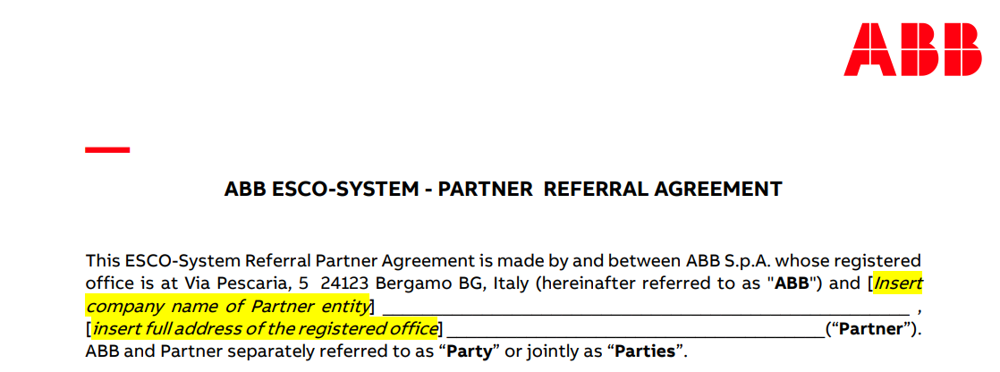 ABB
ABB ESCO-SYSTEM - PARTNER REFERRAL AGREEMENT
This ESCO-System Referral Partner Agreement is made by and between ABB S.p.A. whose registered
office is at Via Pescaria, 5 24123 Bergamo BG, Italy (hereinafter referred to as "ABB") and [Insert
company name of Partner entity] ______________________________ ,
[insert full address of the registered office] ______________________________ (“Partner”).
ABB and Partner separately referred to as “Party” or jointly as “Parties”.